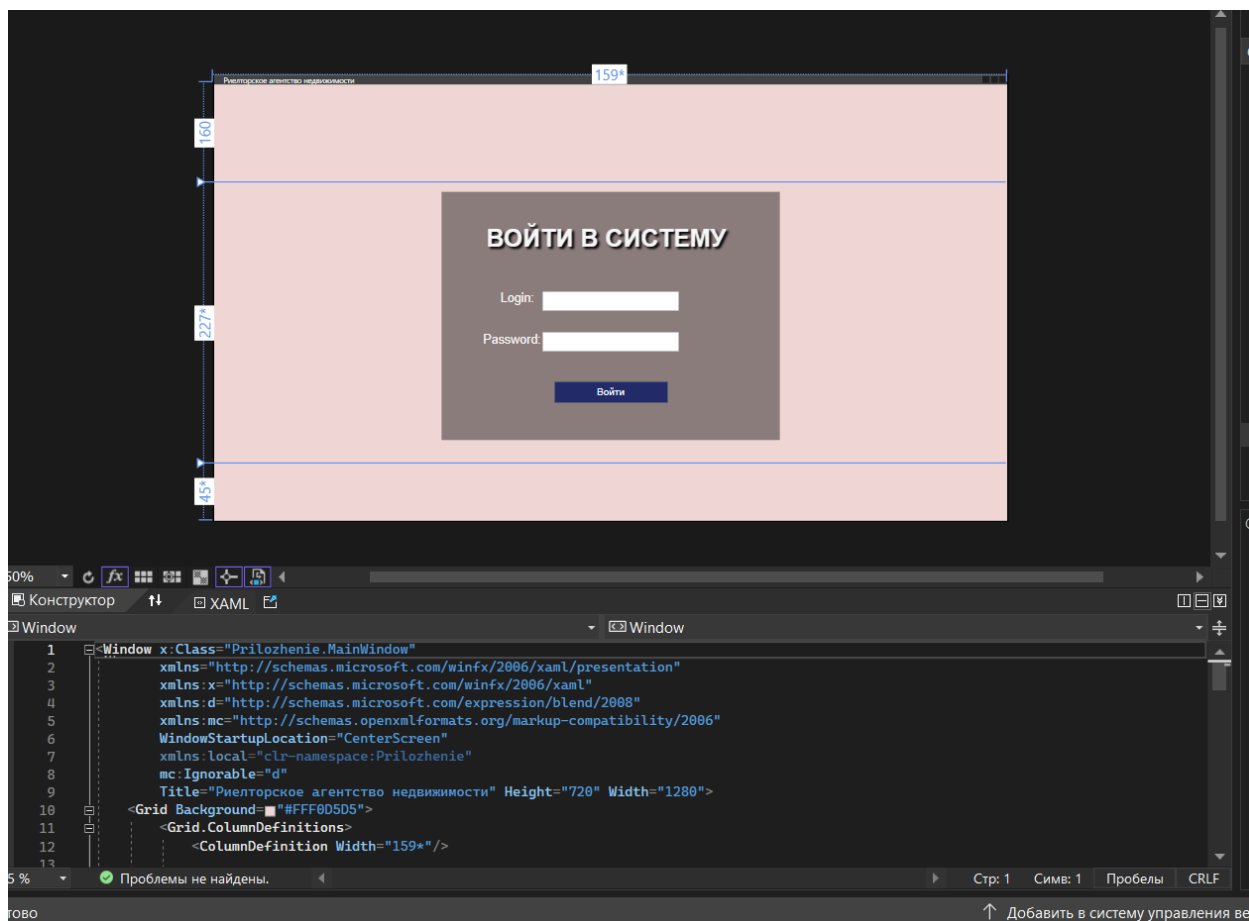 Риелторское агентство недвижимости
159*
160
ВОЙТИ В СИСТЕМУ
Login:
227*
Password:
Войти
45*
50%
fx
Конструктор
XAML
Window
Window
1 <Window x:Class="Prilozhenie.MainWindow"
2 xmlns="http://schemas.microsoft.com/winfx/2006/xaml/presentation"
3 xmlns:x="http://schemas.microsoft.com/winfx/2006/xaml"
4 xmlns:d="http://schemas.microsoft.com/expression/blend/2008"
5 xmlns:mc="http://schemas.openxmlformats.org/markup-compatibility/2006"
6 WindowStartupLocation="CenterScreen"
7 xmlns:local="clr-namespace:Prilozhenie"
8 mc:Ignorable="d"
9 Title="Риелторское агентство недвижимости" Height="720" Width="1280">
10 <Grid Background="#FFF0D5D5">
11 <Grid.ColumnDefinitions>
12 <ColumnDefinition Width="159*"/>
13
5 % Проблемы не найдены. Стр: 1 Симв: 1 Пробелы CRLF
тово Добавить в систему управления ве